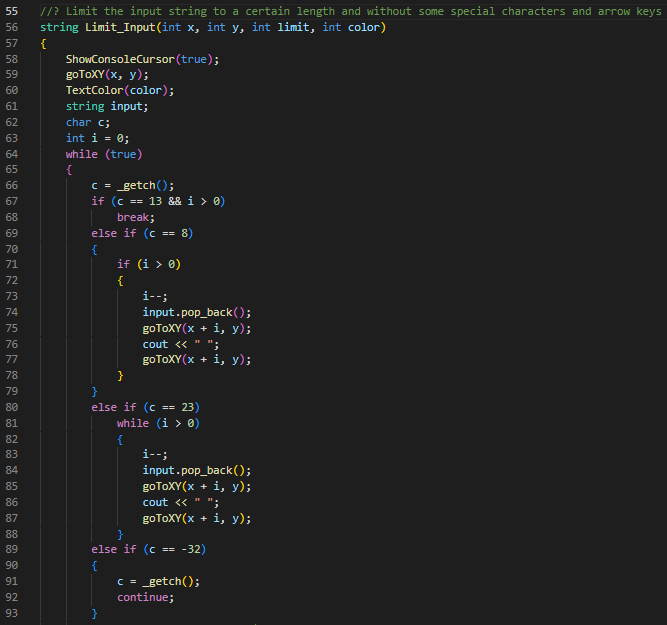 55 //? Limit the input string to a certain length and without some special characters and arrow keys
56 string Limit_Input(int x, int y, int limit, int color)
57 {
58     ShowConsoleCursor(true);
59     goToXY(x, y);
60     TextColor(color);
61     string input;
62     char c;
63     int i = 0;
64     while (true)
65     {
66         c = _getch();
67         if (c == 13 && i > 0)
68             break;
69         else if (c == 8)
70         {
71             if (i > 0)
72             {
73                 i--;
74                 input.pop_back();
75                 goToXY(x + i, y);
76                 cout << " ";
77                 goToXY(x + i, y);
78             }
79         }
80         else if (c == 23)
81             while (i > 0)
82             {
83                 i--;
84                 input.pop_back();
85                 goToXY(x + i, y);
86                 cout << " ";
87                 goToXY(x + i, y);
88             }
89         else if (c == -32)
90         {
91             c = _getch();
92             continue;
93         }